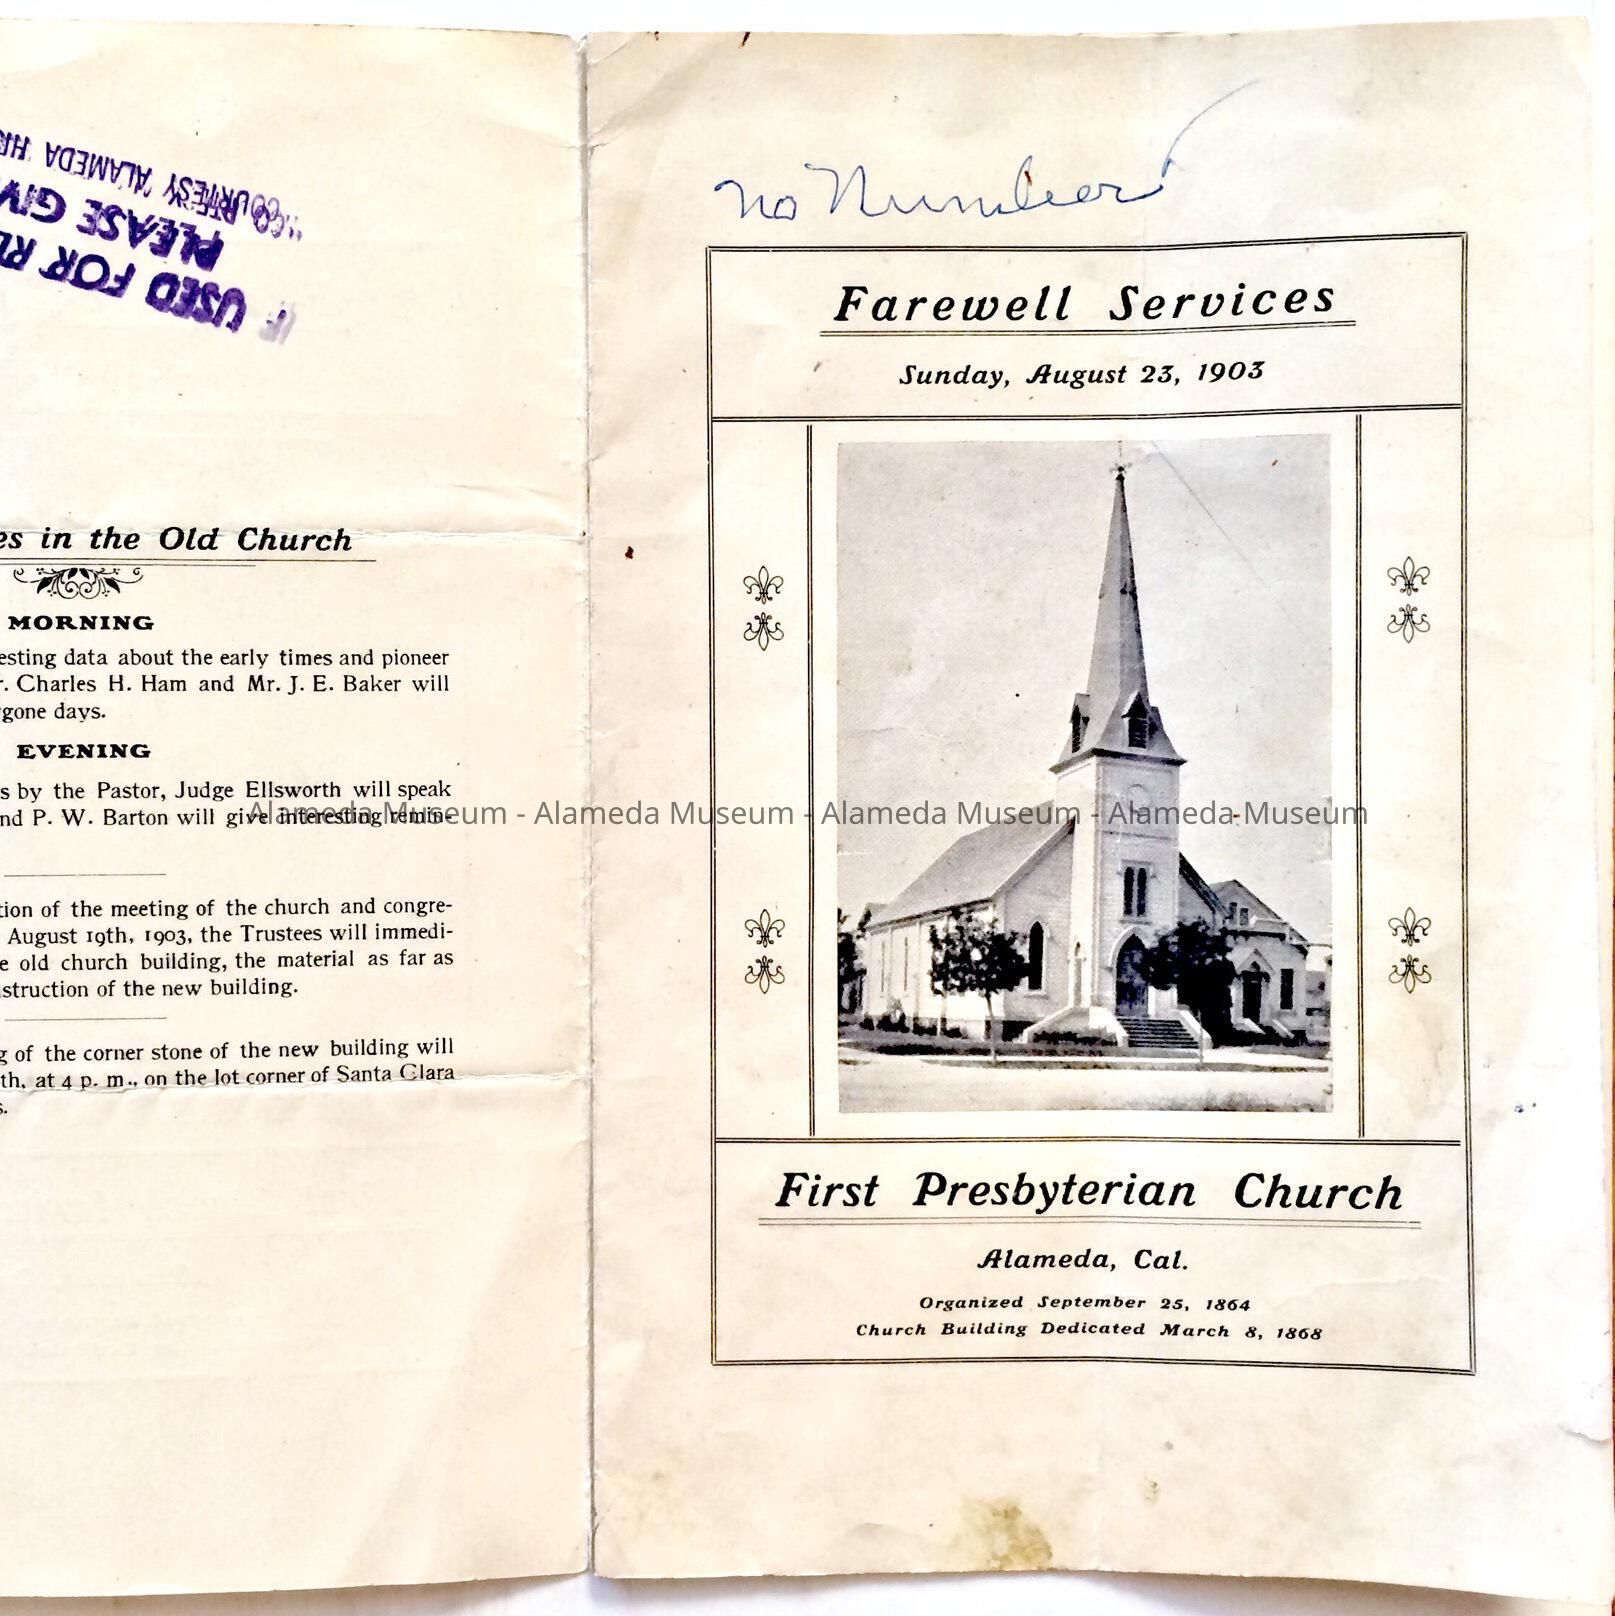 USED FOR
PLEASE
COURTESY ALAMEDA
es in the Old Church
MORNING
esting data about the early times and pioneer
r. Charles H. Ham and Mr. J. E. Baker will
gone days.
EVENING
s by the Pastor, Judge Ellsworth will speak
nd P. W. Barton will give interesting remin-
tion of the meeting of the church and congre-
August 19th, 1903, the Trustees will immedi-
e old church building, the material as far as
struction of the new building.
g of the corner stone of the new building will
th, at 4 p. m., on the lot corner of Santa Clara
s.
no Number
Farewell Services
Sunday, August 23, 1903
Alameda Museum - Alameda Museum - Alameda Museum - Alameda Museum
First Presbyterian Church
Alameda, Cal.
Organized September 25, 1864
Church Building Dedicated March 8, 1868